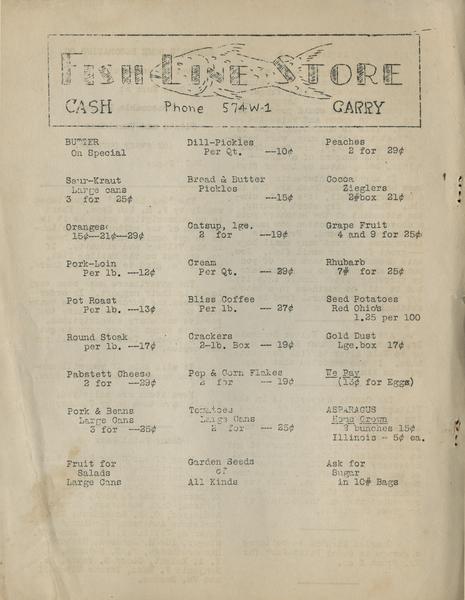 FISH-LINE STORE
CASH Phone 574-W-1 CARRY
BUTTER
On Special
Saur-Kraut
Large cans
3 for 25¢
Oranges
15¢--21¢--29¢
Pork-Loin
Per lb. --12¢
Pot Roast
Per lb. --13¢
Round Steak
per lb. --17¢
Pabstett Cheese
2 for --29¢
Pork & Beans
Large Cans
3 for --25¢
Fruit for
Salads
Large Cans
Dill-Pickles
Per Qt. --10¢
Bread & Butter
Pickles
--15¢
Catsup, lge.
2 for --19¢
Cream
Per Qt. -- 29¢
Bliss Coffee
Per lb. -- 27¢
Crackers
2-lb. Box -- 19¢
Pep & Corn Flakes
2 for -- 19¢
Tomatoes
Large Cans
2 for -- 25¢
Garden Seeds
of
All Kinds
Peaches
2 for 29¢
Cocoa
Zieglers
2#box 21¢
Grape Fruit
4 and 9 for 25¢
Rhubarb
7# for 25¢
Seed Potatoes
Red Ohio's
1.25 per 100
Gold Dust
Lge.box 17¢
We Pay
(13¢ for Eggs)
ASPARAGUS
Home Grown
3 bunches 15¢
Illinois - 5¢ ea.
Ask for
Sugar
in 10# Bags